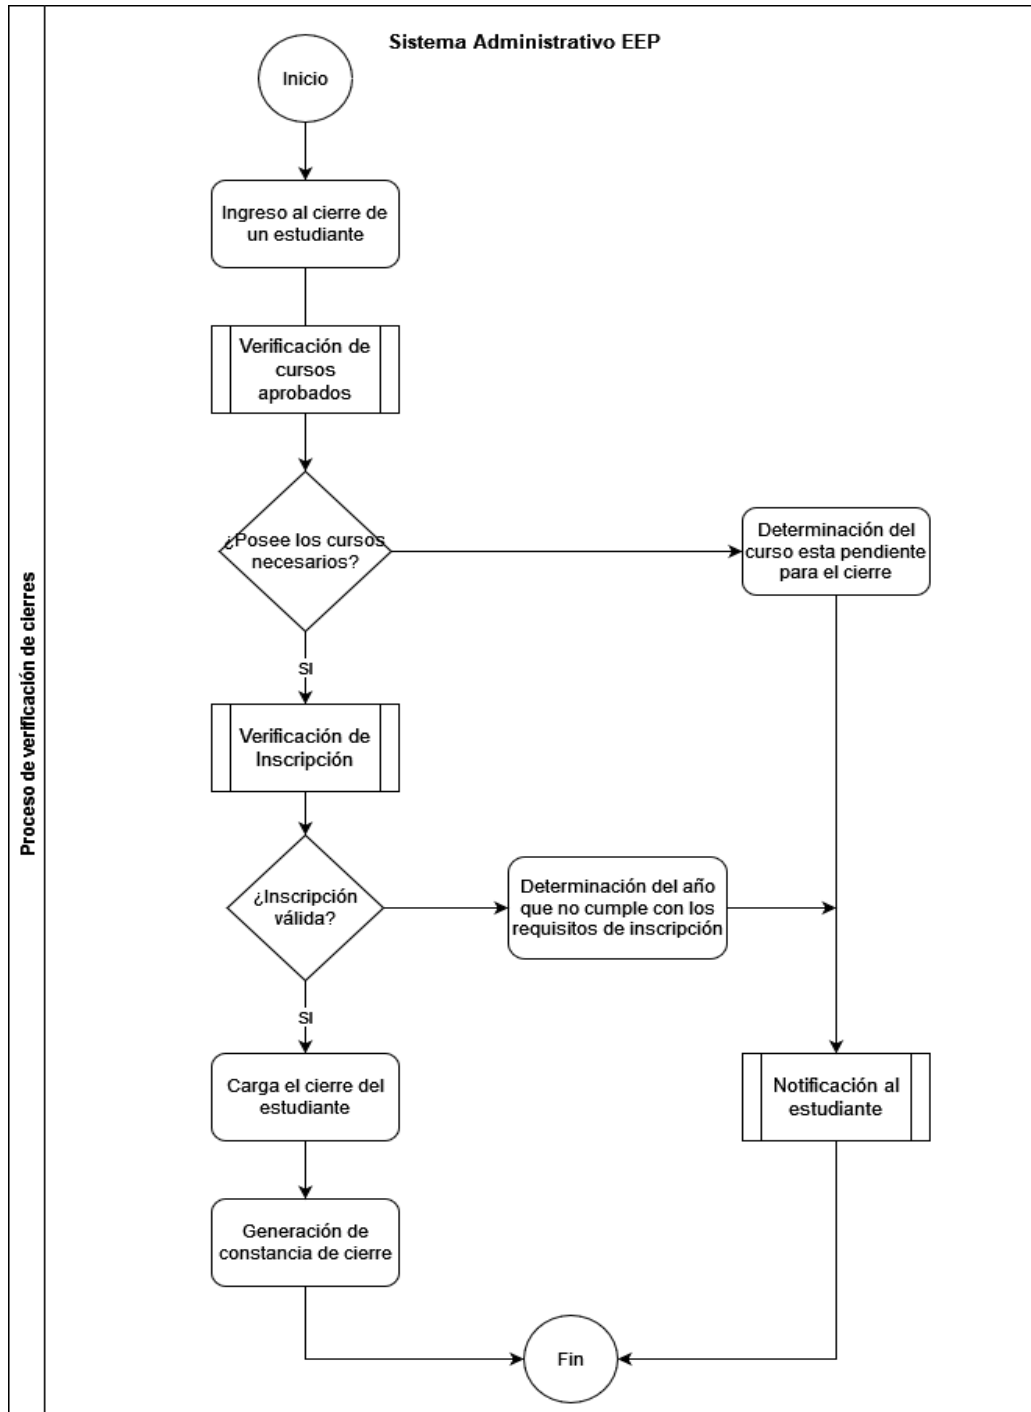 Sistema Administrativo EEP
Proceso de verificación de cierres
Inicio
Ingreso al cierre de
un estudiante
Verificación de
cursos
aprobados
¿Posee los cursos
necesarios?
Determinación del
curso esta pendiente
para el cierre
SI
Verificación de
Inscripción
¿Inscripción
válida?
Determinación del año
que no cumple con los
requisitos de inscripción
SI
Carga el cierre del
estudiante
Notificación al
estudiante
Generación de
constancia de cierre
Fin